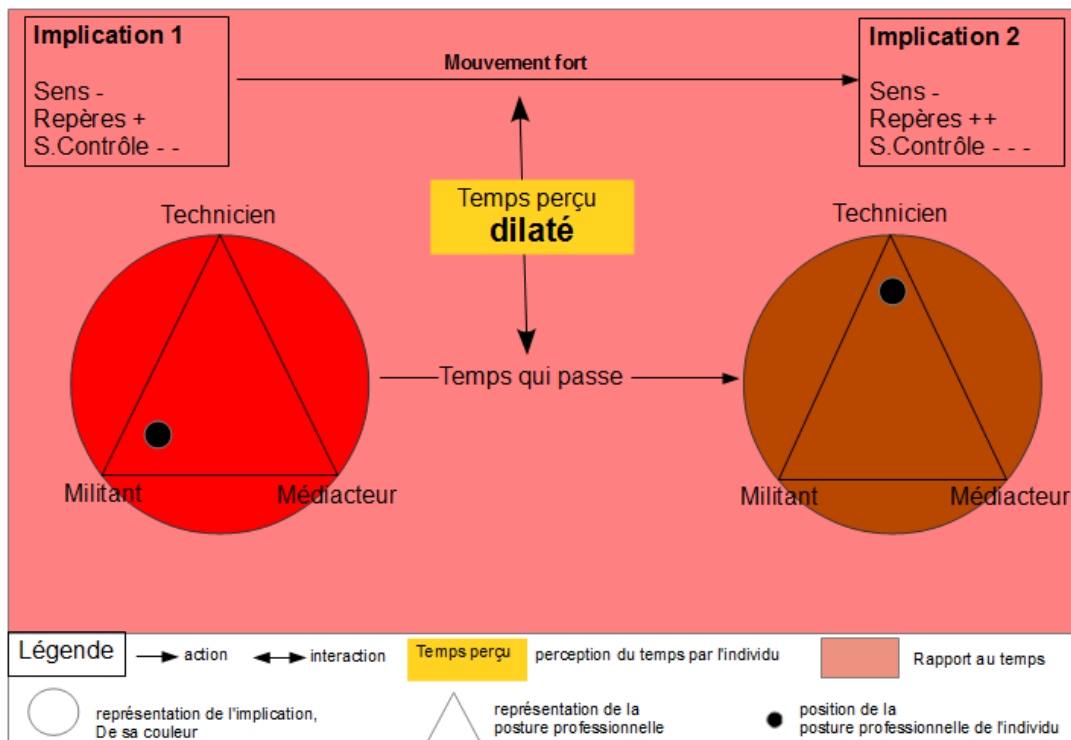 Implication 1
Sens -
Repères +
S.Contrôle - -
Mouvement fort
Implication 2
Sens -
Repères ++
S.Contrôle - - -
Temps perçu
dilaté
Technicien
Militant
Médiacteur
Temps qui passe
Technicien
Militant
Médiacteur
Légende
action
interaction
Temps perçu
perception du temps par l'individu
Rapport au temps
représentation de l'implication,
De sa couleur
représentation de la
posture professionnelle
position de la
posture professionnelle de l'individu